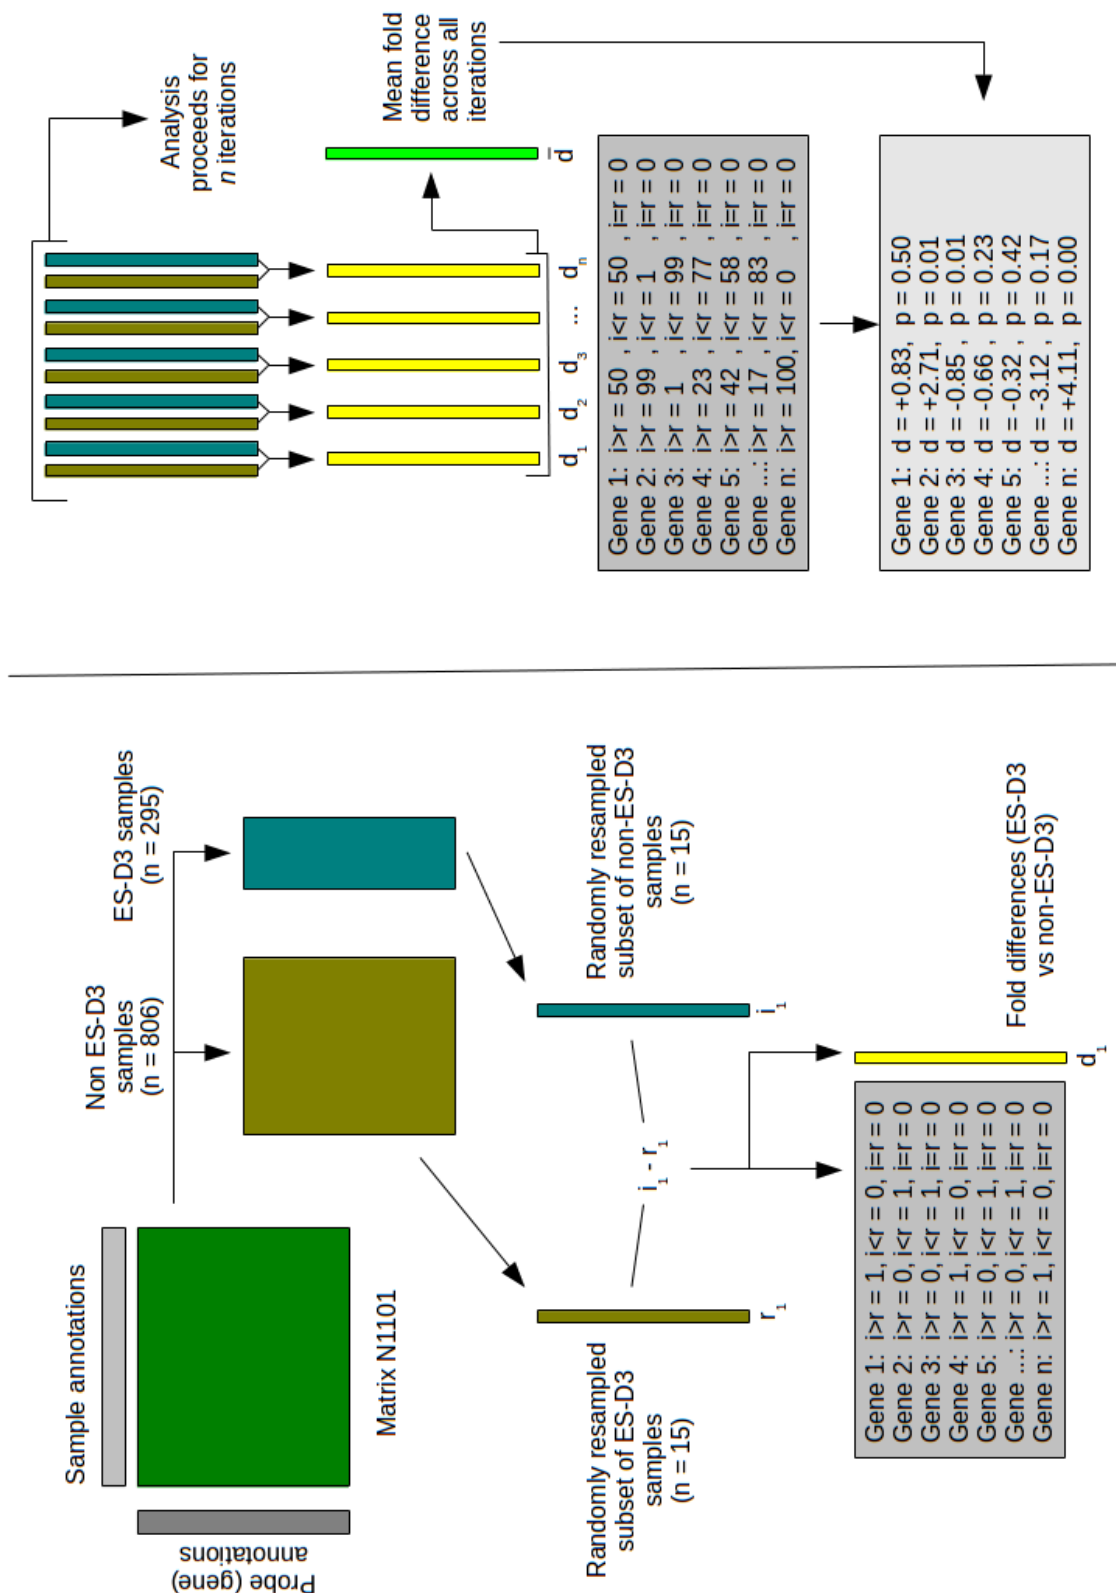 Probe (gene)
annotations
Sample annotations
Matrix N1101
Non ES-D3
samples
(n = 806)
ES-D3 samples
(n = 295)
Randomly resampled
subset of ES-D3
samples
(n = 15)
r1
i1 - r1
i1
Randomly resampled
subset of non-ES-D3
samples
(n = 15)
Gene 1: i>r = 1, i<r = 0, i=r = 0
Gene 2: i>r = 0, i<r = 1, i=r = 0
Gene 3: i>r = 0, i<r = 1, i=r = 0
Gene 4: i>r = 1, i<r = 0, i=r = 0
Gene 5: i>r = 0, i<r = 1, i=r = 0
Gene ...: i>r = 0, i<r = 1, i=r = 0
Gene n: i>r = 1, i<r = 0, i=r = 0
d1
Fold differences (ES-D3
vs non-ES-D3)
Analysis
proceeds for
n iterations
d1 d2 d3 ... dn
d̄
Mean fold
difference
across all
iterations
Gene 1: i>r = 50 , i<r = 50 , i=r = 0
Gene 2: i>r = 99 , i<r = 1 , i=r = 0
Gene 3: i>r = 1 , i<r = 99 , i=r = 0
Gene 4: i>r = 23 , i<r = 77 , i=r = 0
Gene 5: i>r = 42 , i<r = 58 , i=r = 0
Gene ...: i>r = 17 , i<r = 83 , i=r = 0
Gene n: i>r = 100, i<r = 0 , i=r = 0
Gene 1: d = +0.83, p = 0.50
Gene 2: d = +2.71, p = 0.01
Gene 3: d = -0.85 , p = 0.01
Gene 4: d = -0.66 , p = 0.23
Gene 5: d = -0.32 , p = 0.42
Gene ...: d = -3.12 , p = 0.17
Gene n: d = +4.11, p = 0.00